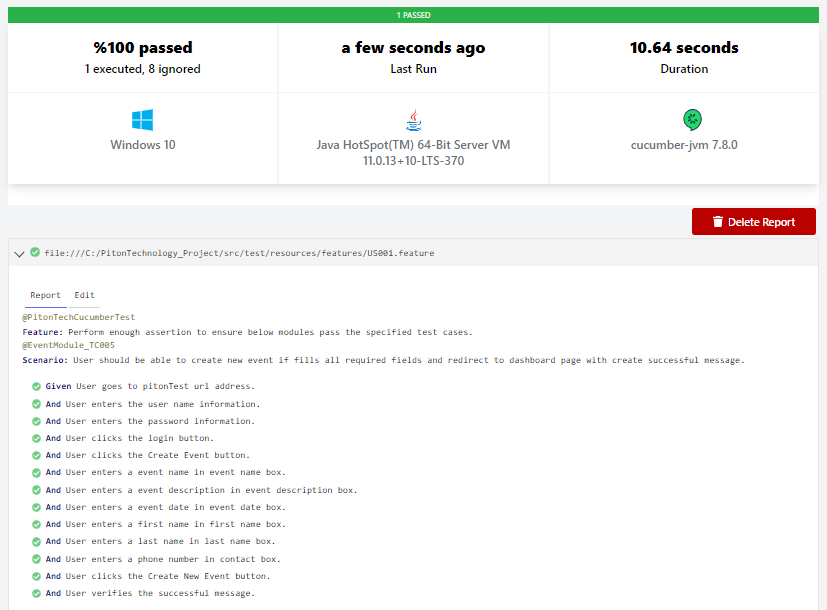 1 PASSED
%100 passed
1 executed, 8 ignored
a few seconds ago
Last Run
10.64 seconds
Duration
Windows 10
Java HotSpot(TM) 64-Bit Server VM
11.0.13+10-LTS-370
cucumber-jvm 7.8.0
Delete Report
file:///C:/PitonTechnology_Project/src/test/resources/features/US001.feature
Report Edit
@PitonTechCucumberTest
Feature: Perform enough assertion to ensure below modules pass the specified test cases.
@EventModule_TC005
Scenario: User should be able to create new event if fills all required fields and redirect to dashboard page with create successful message.
Given User goes to pitonTest url address.
And User enters the user name information.
And User enters the password information.
And User clicks the login button.
And User clicks the Create Event button.
And User enters a event name in event name box.
And User enters a event description in event description box.
And User enters a event date in event date box.
And User enters a first name in first name box.
And User enters a last name in last name box.
And User enters a phone number in contact box.
And User clicks the Create New Event button.
And User verifies the successful message.